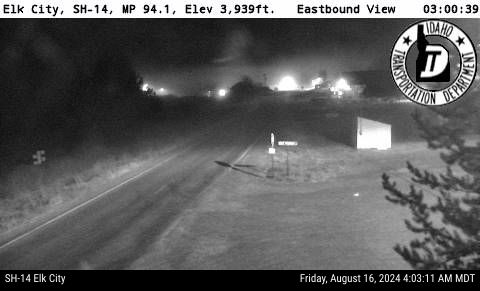 Elk City, SH-14, MP 94.1, Elev 3,939ft. Eastbound View 03:00:39
IDAHO
TRANSPORTATION DEPARTMENT
SH-14 Elk City Friday, August 16, 2024 4:03:11 AM MDT